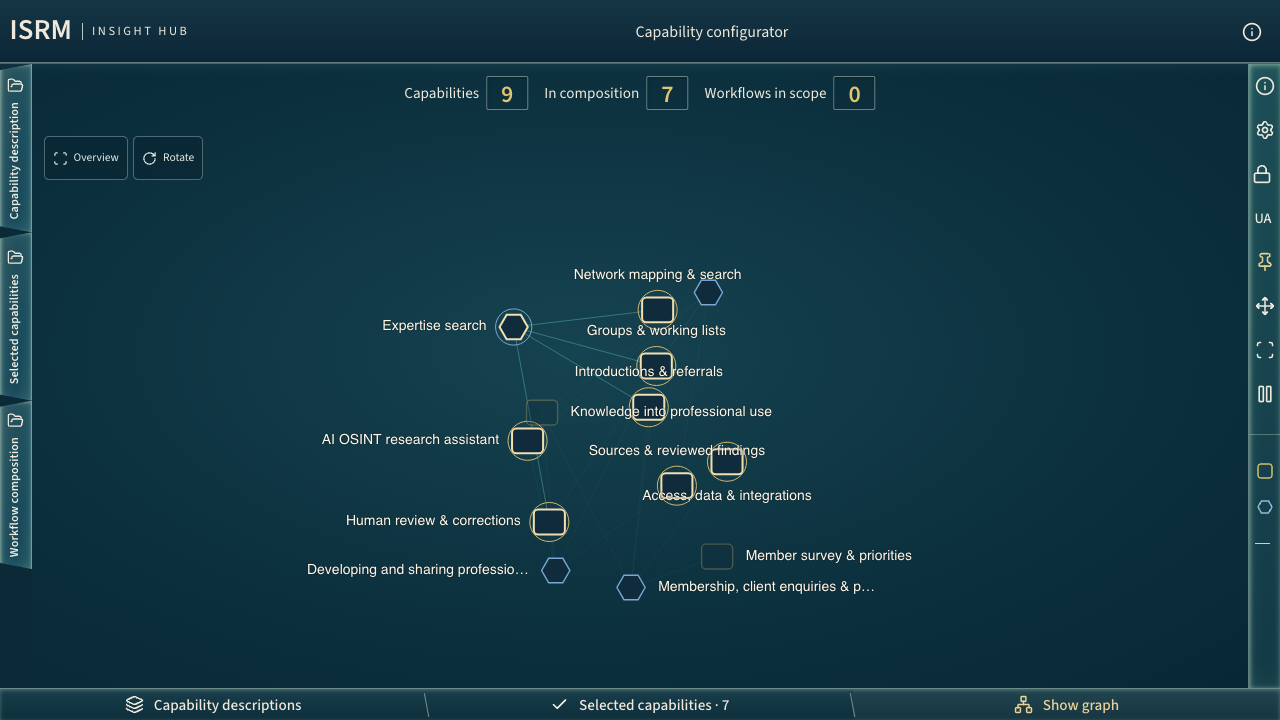 ISRM | INSIGHT HUB
Capability configurator
Capabilities 9 In composition 7 Workflows in scope 0
Capability description
Selected capabilities
Workflow composition
Overview
Rotate
UA
Network mapping & search
Expertise search
Groups & working lists
Introductions & referrals
Knowledge into professional use
AI OSINT research assistant
Sources & reviewed findings
Access, data & integrations
Human review & corrections
Member survey & priorities
Developing and sharing professio…
Membership, client enquiries & p…
Capability descriptions
Selected capabilities · 7
Show graph